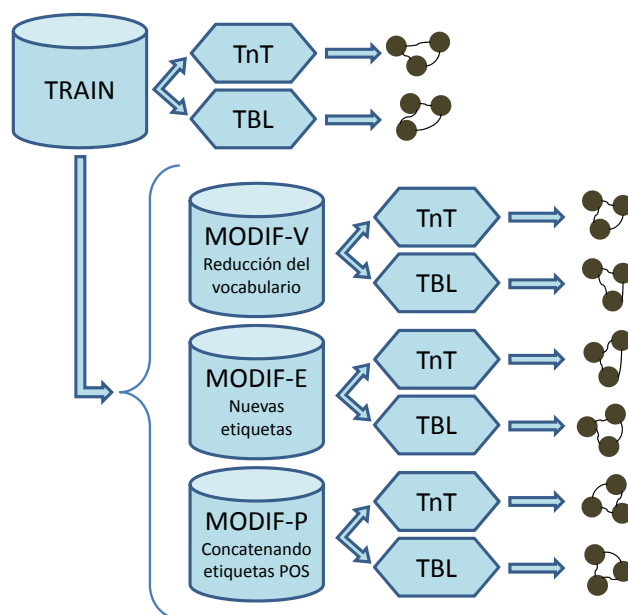 TnT
TRAIN
TBL
MODIF-V
Reducción del
vocabulario
TnT
TBL
MODIF-E
Nuevas
etiquetas
TnT
TBL
MODIF-P
Concatenando
etiquetas POS
TnT
TBL